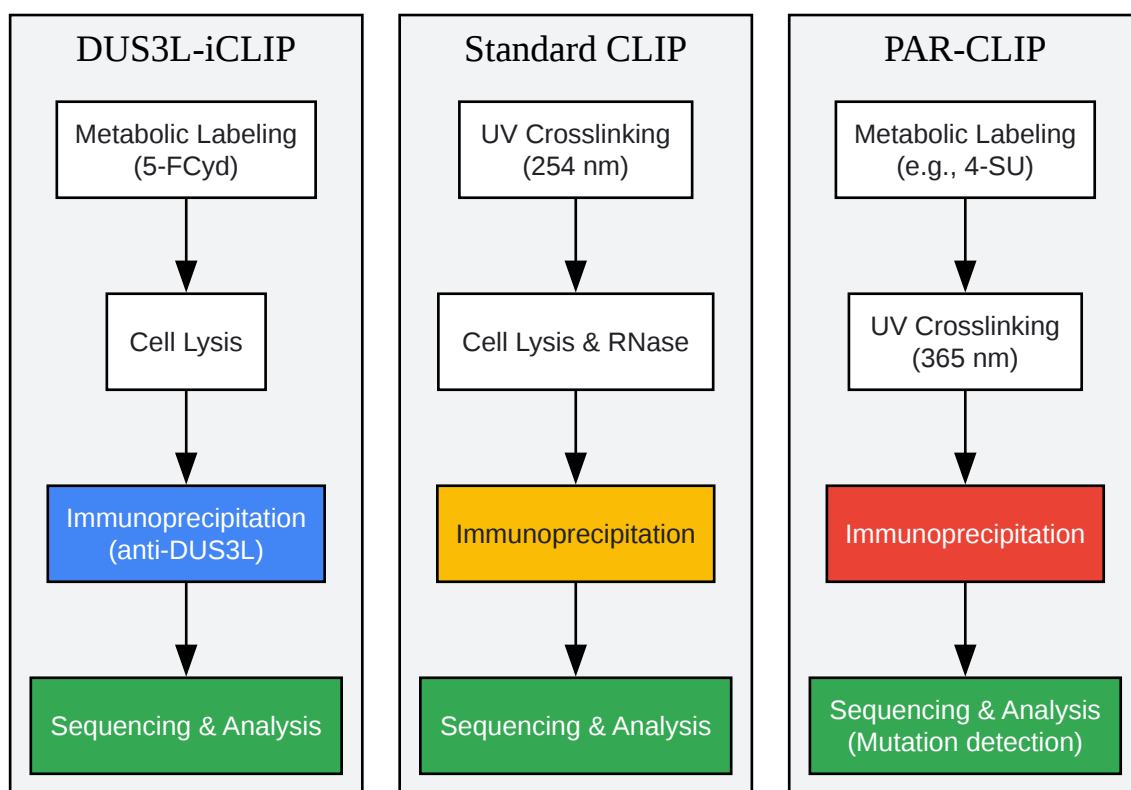 DUS3L-iCLIP
Metabolic Labeling
(5-FCyd)
Cell Lysis
Immunoprecipitation
(anti-DUS3L)
Sequencing & Analysis
Standard CLIP
UV Crosslinking
(254 nm)
Cell Lysis & RNase
Immunoprecipitation
Sequencing & Analysis
PAR-CLIP
Metabolic Labeling
(e.g., 4-SU)
UV Crosslinking
(365 nm)
Immunoprecipitation
Sequencing & Analysis
(Mutation detection)